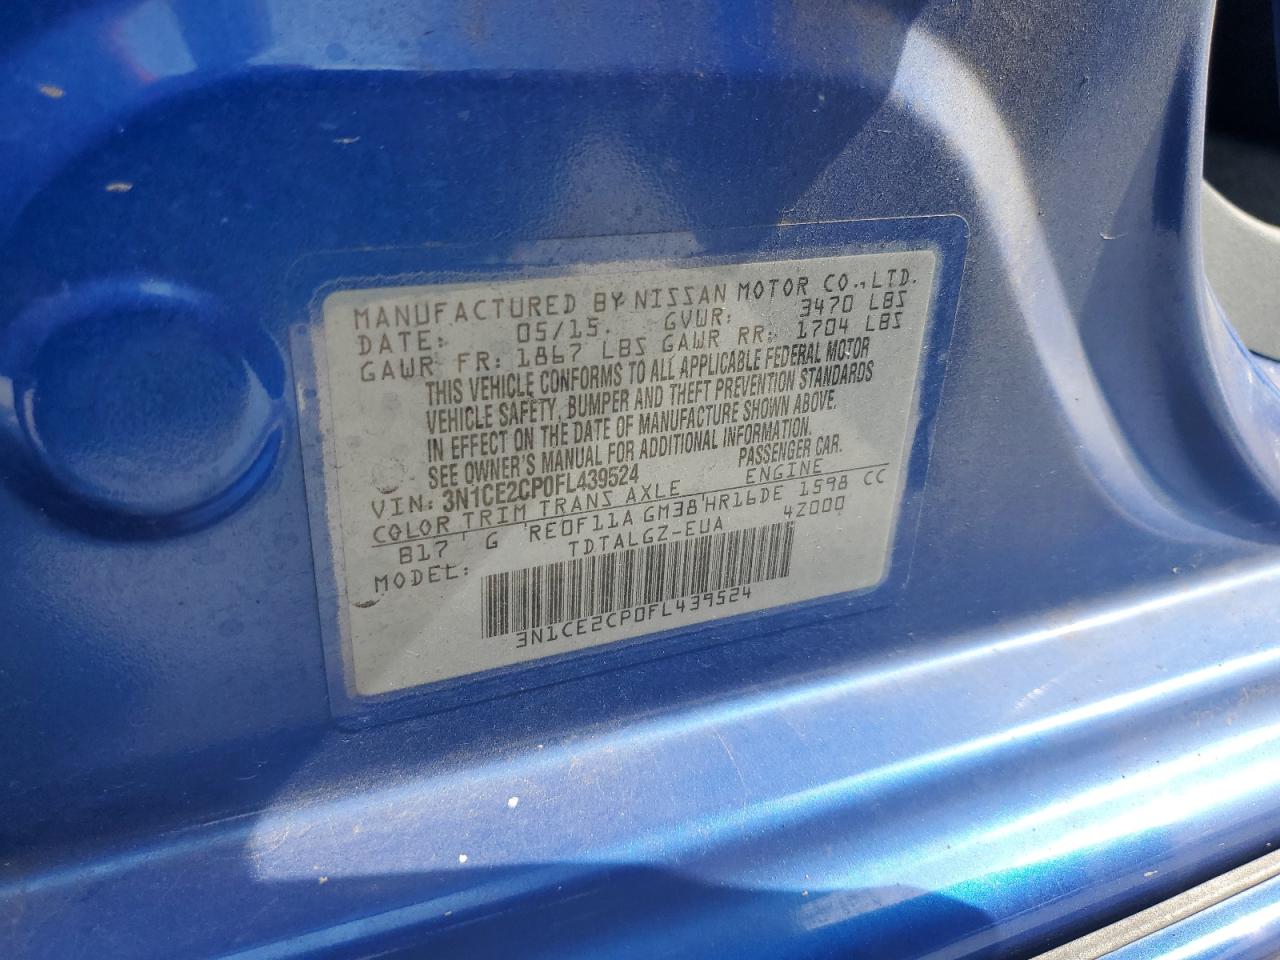 MANUFACTURED BY NISSAN MOTOR CO., LTD.
DATE: 05/15 GVWR: 3470 LBS
GAWR FR: 1867 LBS GAWR RR: 1704 LBS
THIS VEHICLE CONFORMS TO ALL APPLICABLE FEDERAL MOTOR
VEHICLE SAFETY, BUMPER AND THEFT PREVENTION STANDARDS
IN EFFECT ON THE DATE OF MANUFACTURE SHOWN ABOVE.
SEE OWNER'S MANUAL FOR ADDITIONAL INFORMATION.
VIN: 3N1CE2CP0FL439524 PASSENGER CAR.
COLOR TRIM TRANS AXLE ENGINE
B17 G RE0F11A GM38 HR16DE 1598 CC
MODEL: TDTALGZ-EUA 4Z000
3N1CE2CP0FL439524